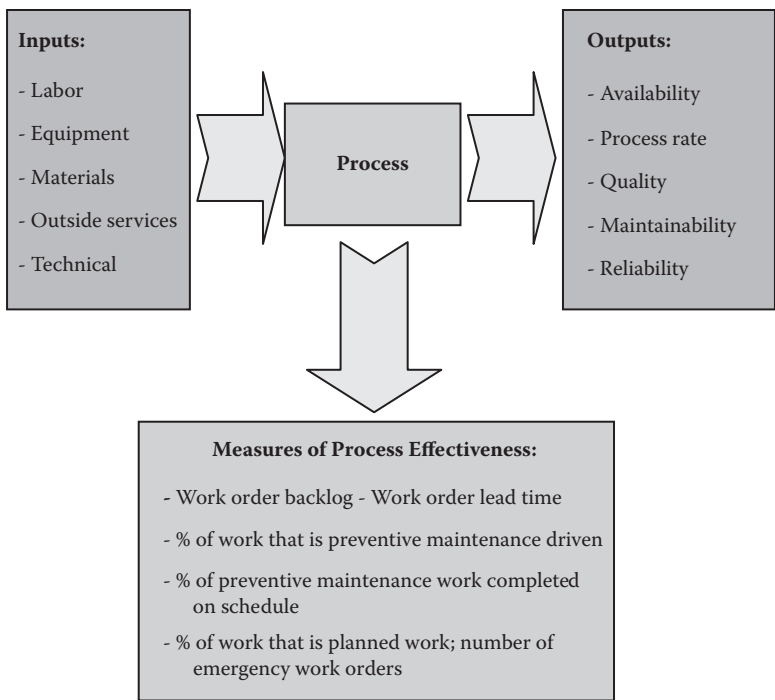 Inputs:
- Labor
- Equipment
- Materials
- Outside services
- Technical
Process
Outputs:
- Availability
- Process rate
- Quality
- Maintainability
- Reliability
Measures of Process Effectiveness:
- Work order backlog - Work order lead time
- % of work that is preventive maintenance driven
- % of preventive maintenance work completed
on schedule
- % of work that is planned work; number of
emergency work orders